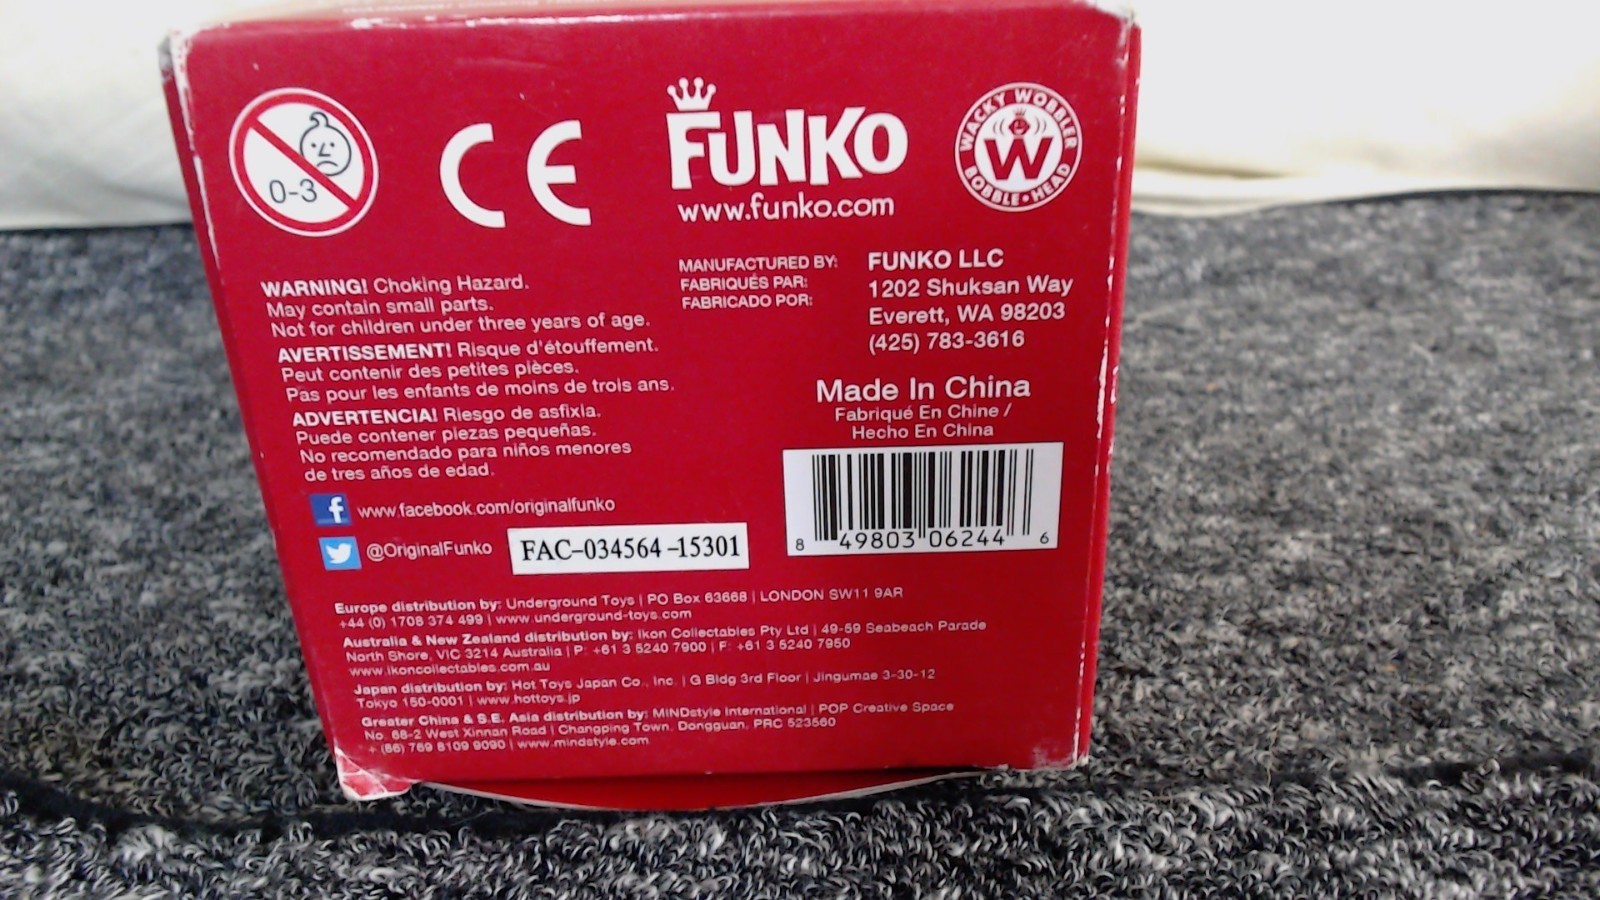 0-3
CE
FUNKO
www.funko.com
WACKY WOBBLER
W
BOBBLE-HEAD
WARNING! Choking Hazard.
May contain small parts.
Not for children under three years of age.
AVERTISSEMENT! Risque d'étouffement.
Peut contenir des petites pièces.
Pas pour les enfants de moins de trois ans.
ADVERTENCIA! Riesgo de asfixia.
Puede contener piezas pequeñas.
No recomendado para niños menores
de tres años de edad.
f www.facebook.com/originalfunko
@OriginalFunko
FAC-034564-15301
MANUFACTURED BY:
FABRIQUÉS PAR:
FABRICADO POR:
FUNKO LLC
1202 Shuksan Way
Everett, WA 98203
(425) 783-3616
Made In China
Fabriqué En Chine /
Hecho En China
8 49803 06244 6
Europe distribution by: Underground Toys | PO Box 63668 | LONDON SW11 9AR
+44 (0) 1708 374 499 | www.underground-toys.com
Australia & New Zealand distribution by: Ikon Collectables Pty Ltd | 49-59 Seabeach Parade
North Shore, VIC 3214 Australia | P: +61 3 5240 7900 | F: +61 3 5240 7950
www.ikoncollectables.com.au
Japan distribution by: Hot Toys Japan Co., Inc. | G Bldg 3rd Floor | Jingumae 3-30-12
Tokyo 150-0001 | www.hottoys.jp
Greater China & S.E. Asia distribution by: MINDstyle International | POP Creative Space
No. 68-2 West Xinnan Road | Changping Town, Dongguan, PRC 523560
+ (86) 769 8109 9090 | www.mindstyle.com